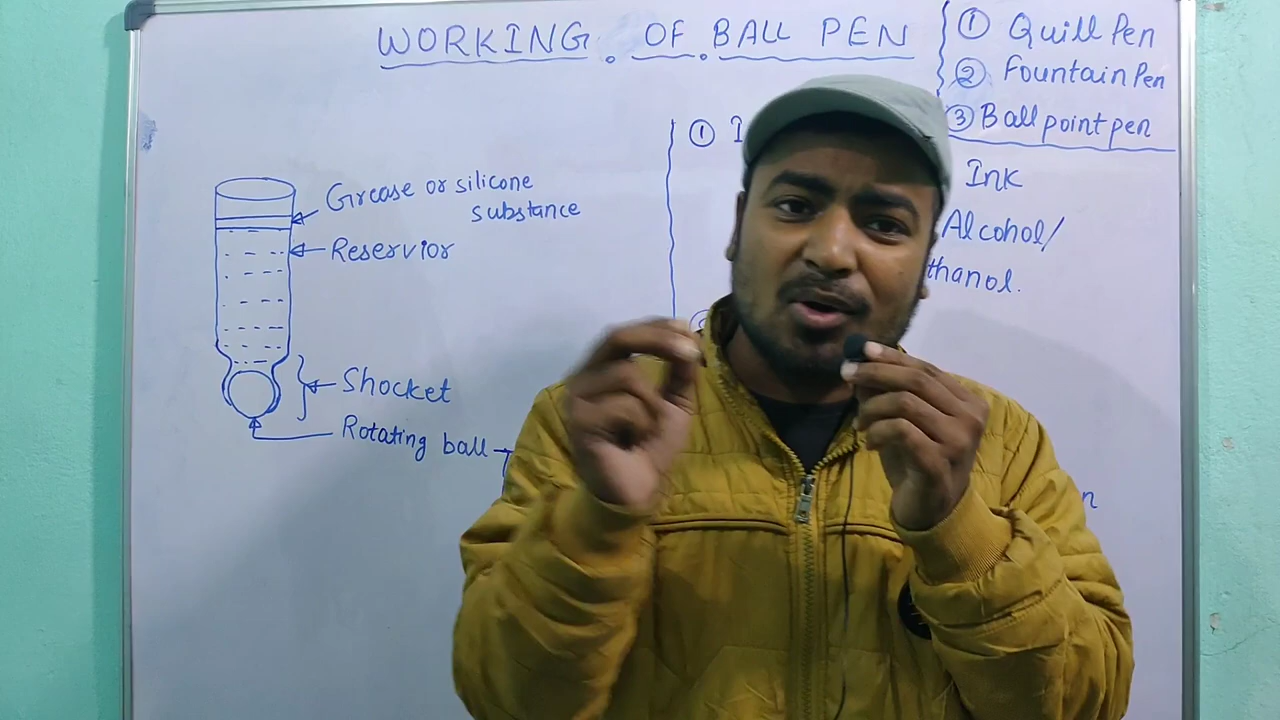 WORKING OF BALL PEN
① Quill Pen
② Fountain Pen
③ Ball point pen
Grease or silicone
substance
Reservior
Shocket
Rotating ball
①
Ink
Alcohol/
thanol.